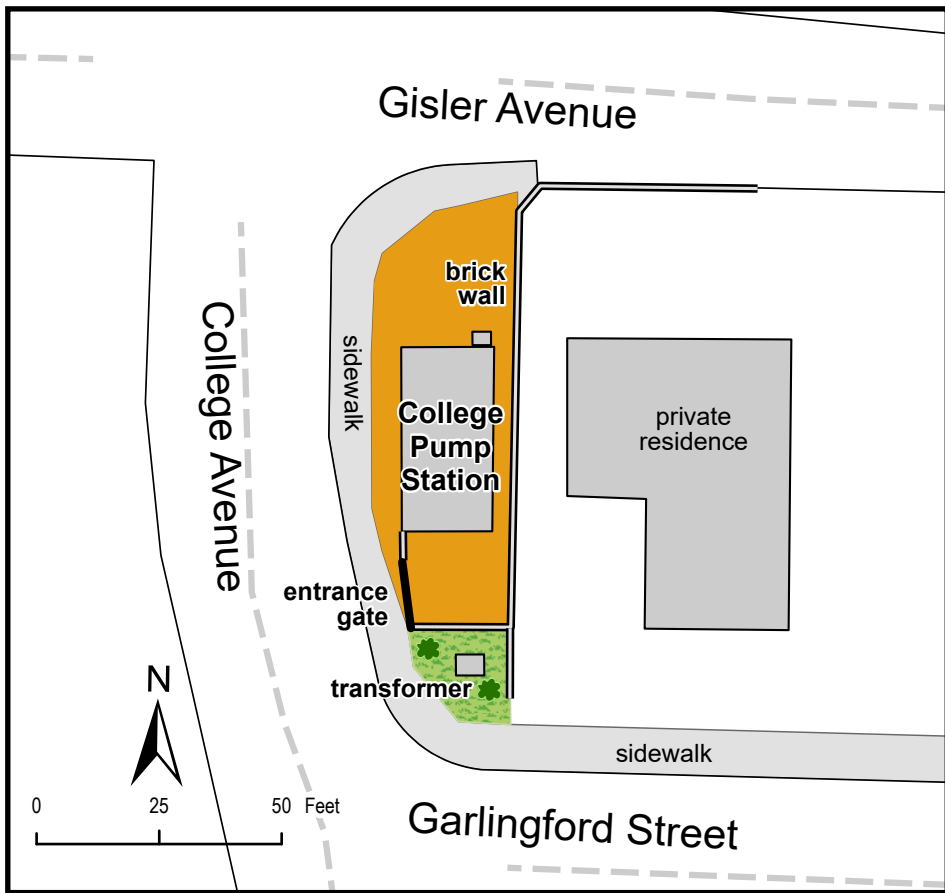 Gisler Avenue
brick
wall
College Avenue
sidewalk
College
Pump
Station
private
residence
entrance
gate
transformer
N
sidewalk
0 25 50 Feet
Garlingford Street